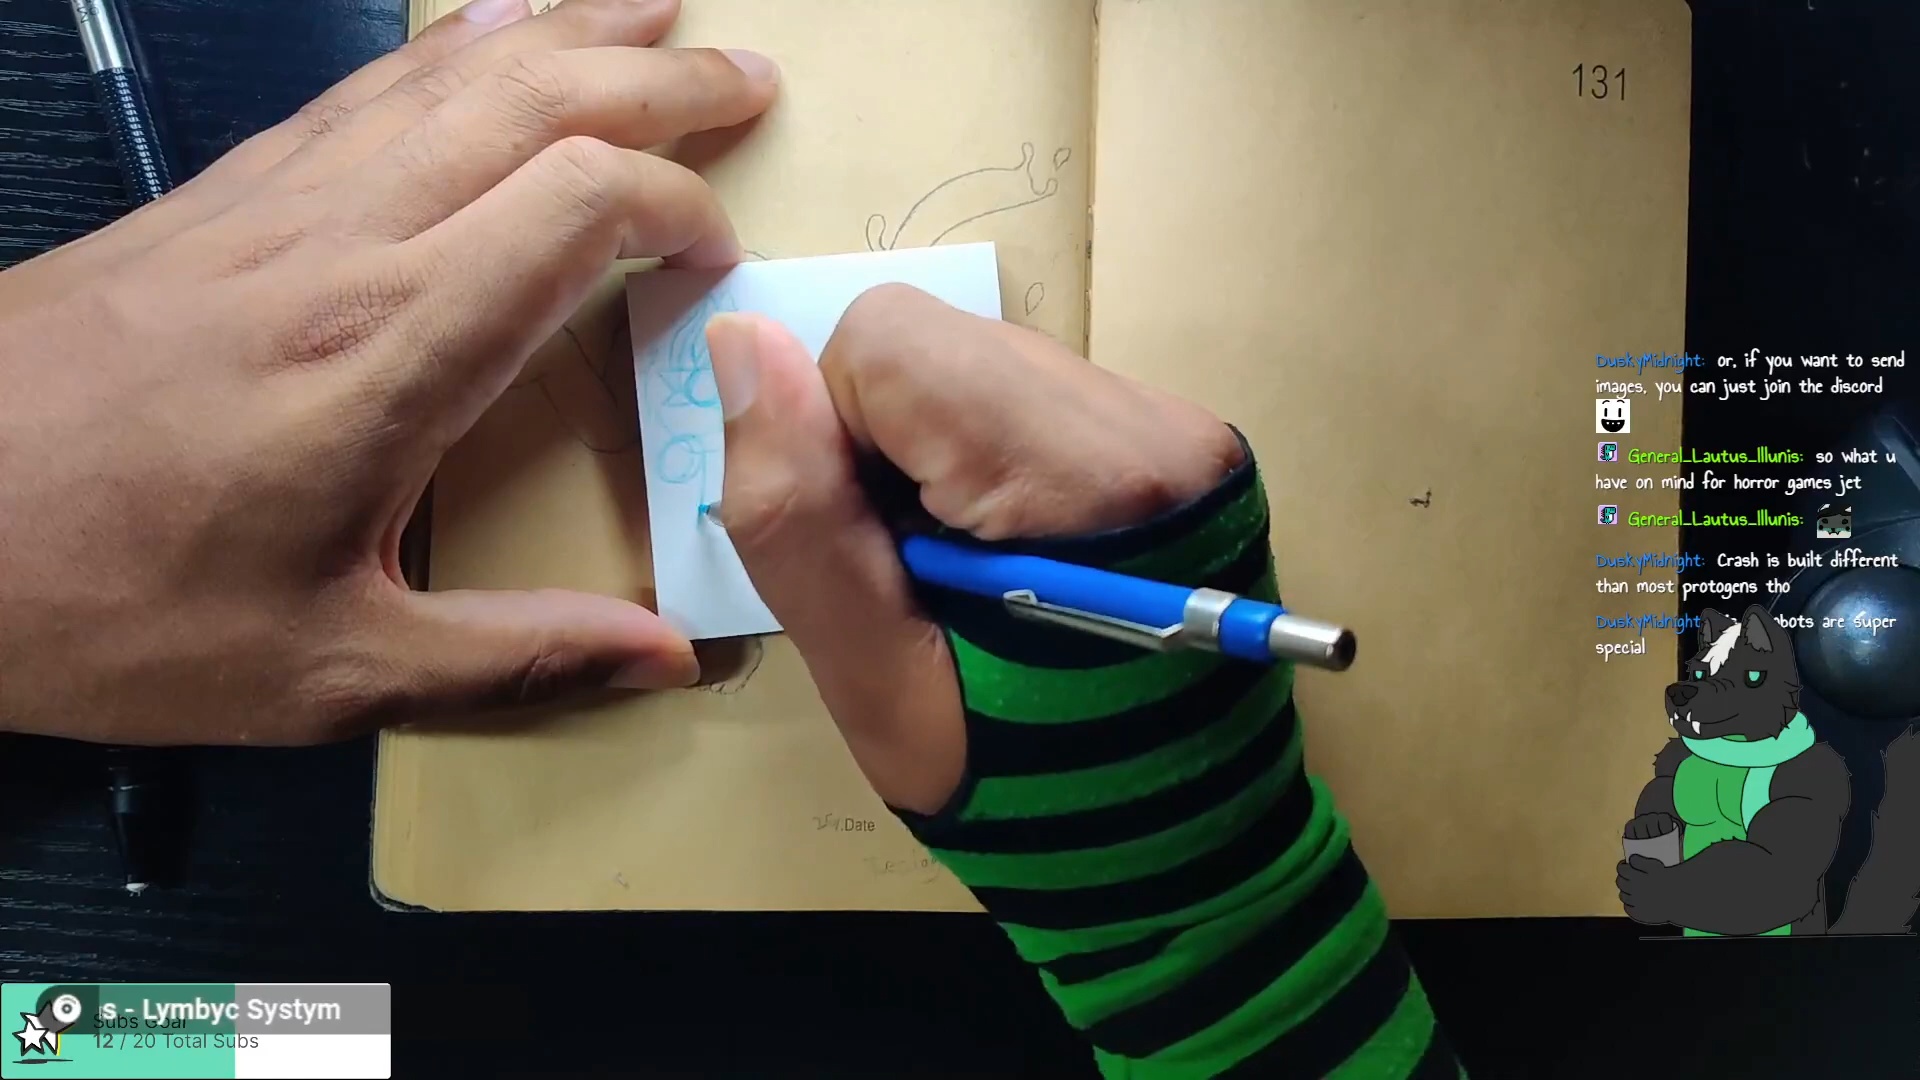 131
DuskyMidnight: or, if you want to send
images, you can just join the discord
General_Lautus_Illunis: so what u
have on mind for horror games jet
General_Lautus_Illunis:
DuskyMidnight: Crash is built different
than most protogens tho
DuskyMidnight obots are super
special
.Date
s - Lymbyc Systym
Subs Goal
12 / 20 Total Subs